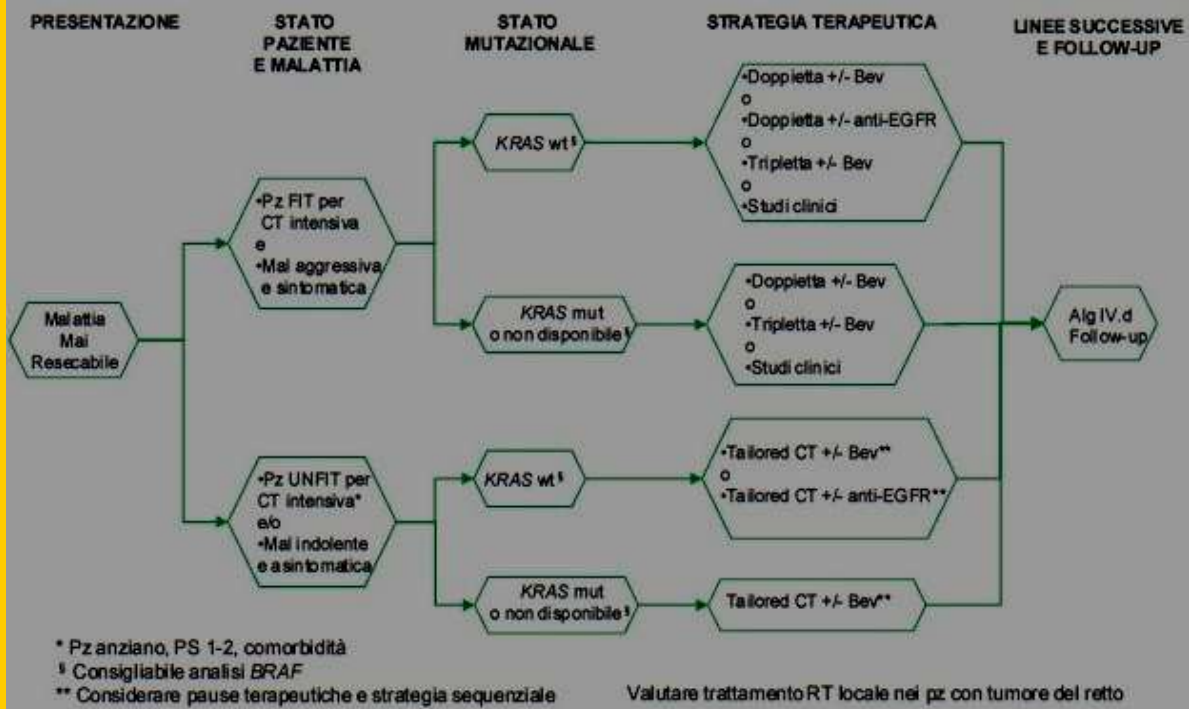 PRESENTAZIONE
STATO
PAZIENTE
E MALATTIA
STATO
MUTAZIONALE
STRATEGIA TERAPEUTICA
LINEE SUCCESSIVE
E FOLLOW-UP
Malattia
Mai
Resecabile
•Pz FIT per
CT intensiva
e
•Mal aggressiva
e sintomatica
KRAS wt§
•Doppietta +/- Bev
o
•Doppietta +/- anti-EGFR
o
•Tripletta +/- Bev
o
•Studi clinici
KRAS mut
o non disponibile§
•Doppietta +/- Bev
o
•Tripletta +/- Bev
o
•Studi clinici
Alg IV.d
Follow-up
•Pz UNFIT per
CT intensiva*
e/o
•Mal indolente
e asintomatica
KRAS wt§
•Tailored CT +/- Bev**
o
•Tailored CT +/- anti-EGFR**
KRAS mut
o non disponibile§
Tailored CT +/- Bev**
* Pz anziano, PS 1-2, comorbidità
§ Consigliabile analisi BRAF
** Considerare pause terapeutiche e strategia sequenziale
Valutare trattamento RT locale nei pz con tumore del retto